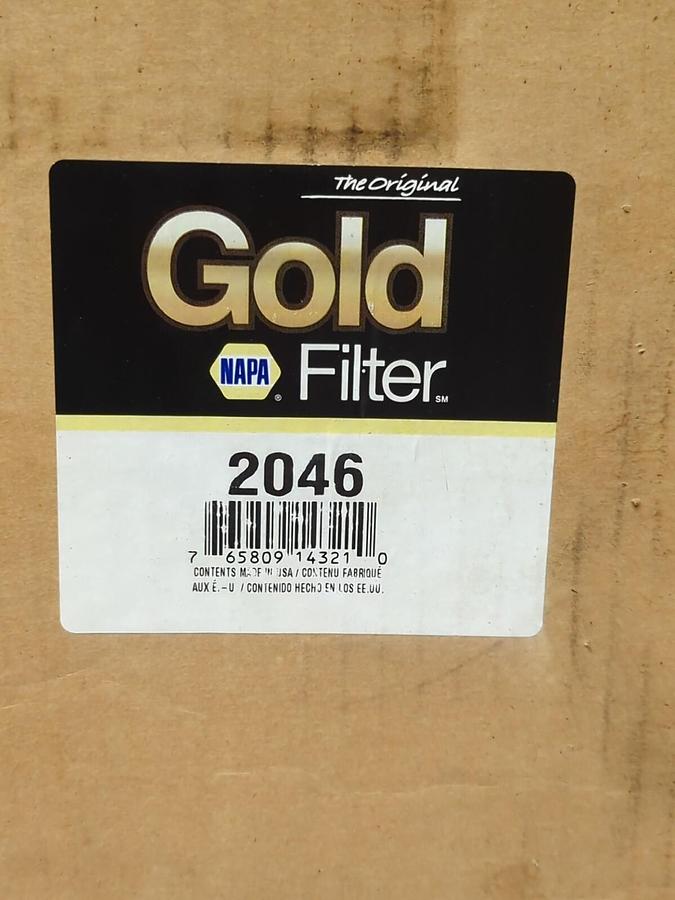 The Original
Gold
NAPA® Filter SM
2046
7 65809 14321 0
CONTENTS MADE IN USA / CONTENU FABRIQUÉ
AUX É.-U. / CONTENIDO HECHO EN LOS EE.UU.